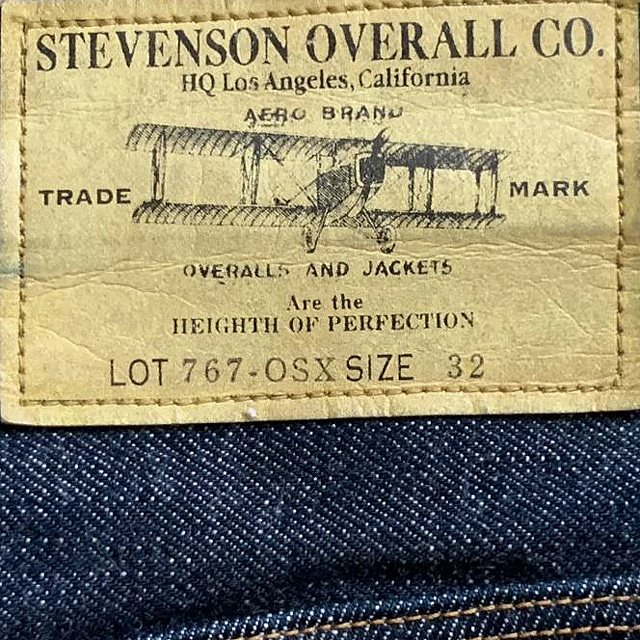 STEVENSON OVERALL CO.
HQ Los Angeles, California
AERO BRAND
TRADE MARK
OVERALLS AND JACKETS
Are the
HEIGHTH OF PERFECTION
LOT 767-OSX SIZE 32